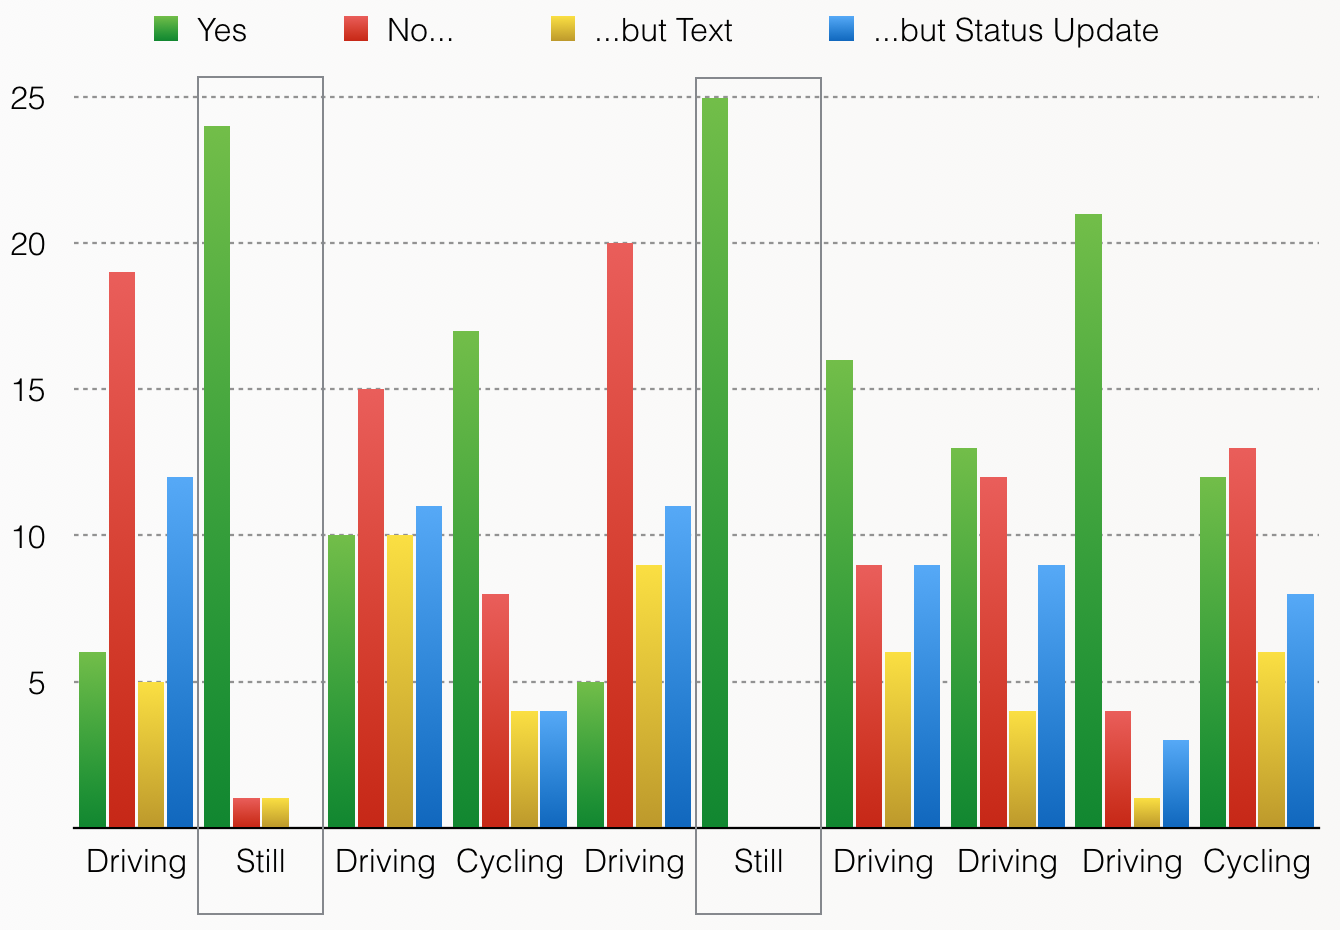 Yes No... ...but Text ...but Status Update
25
20
15
10
5
Driving Still Driving Cycling Driving Still Driving Driving Driving Cycling